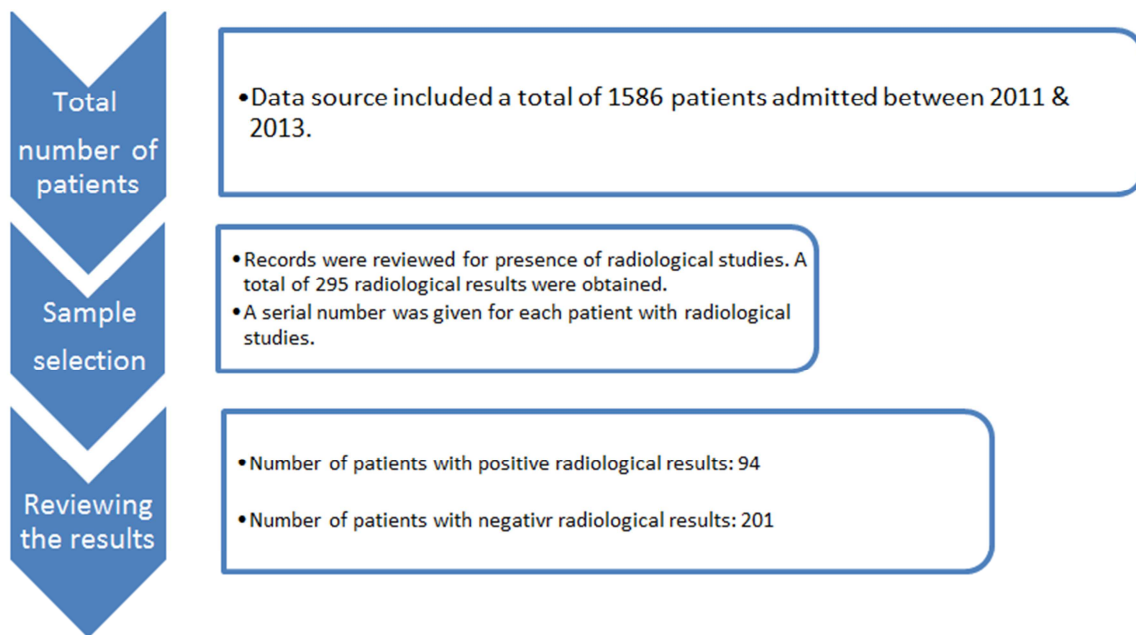 Total
number of
patients
•Data source included a total of 1586 patients admitted between 2011 &
2013.
Sample
selection
•Records were reviewed for presence of radiological studies. A
total of 295 radiological results were obtained.
•A serial number was given for each patient with radiological
studies.
Reviewing
the results
•Number of patients with positive radiological results: 94
•Number of patients with negativr radiological results: 201